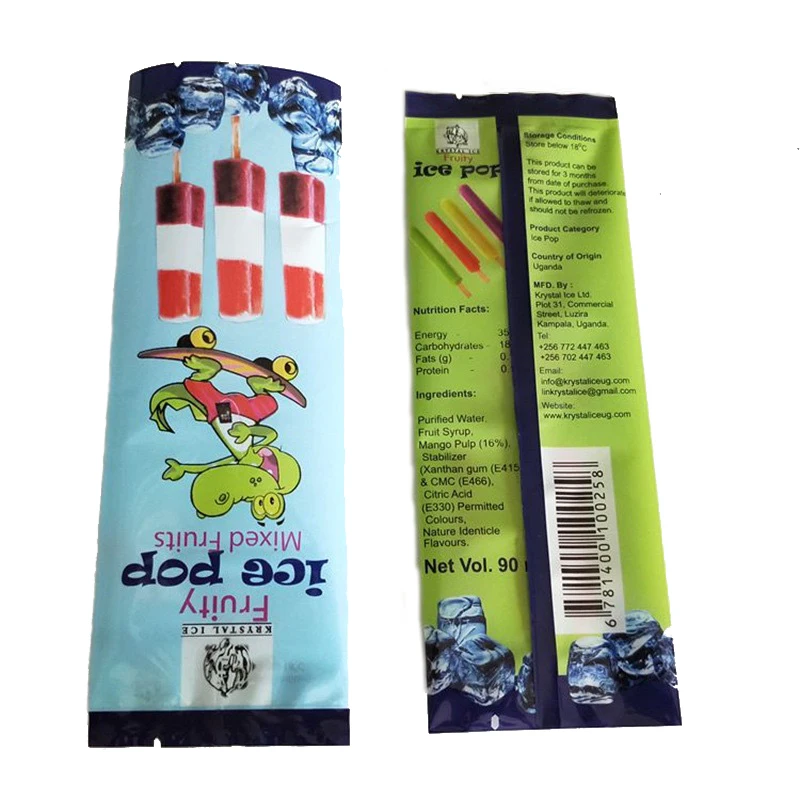 Mixed Fruits
ice pop
Fruity
KRYSTAL ICE
KRYSTAL ICE
Fruity
ice pop
Nutrition Facts:
Energy - 35
Carbohydrates - 18
Fats (g) - 0.
Protein - 0.
Ingredients:
Purified Water,
Fruit Syrup,
Mango Pulp (16%),
Stabilizer
(Xanthan gum (E415
& CMC (E466),
Citric Acid
(E330) Permitted
Colours,
Nature Identicle
Flavours.
Net Vol. 90
Storage Conditions
Store below 18°C
This product can be
stored for 3 months
from date of purchase.
This product will deteriorate
if allowed to thaw and
should not be refrozen.
Product Category
Ice Pop
Country of Origin
Uganda
MFD. By :
Krystal Ice Ltd.
Plot 31, Commercial
Street, Luzira
Kampala, Uganda.
Tel:
+256 772 447 463
+256 702 447 463
Email:
info@krystaliceug.com
linkrystalice@gmail.com
Website:
www.krystaliceug.com
6 781400 100258